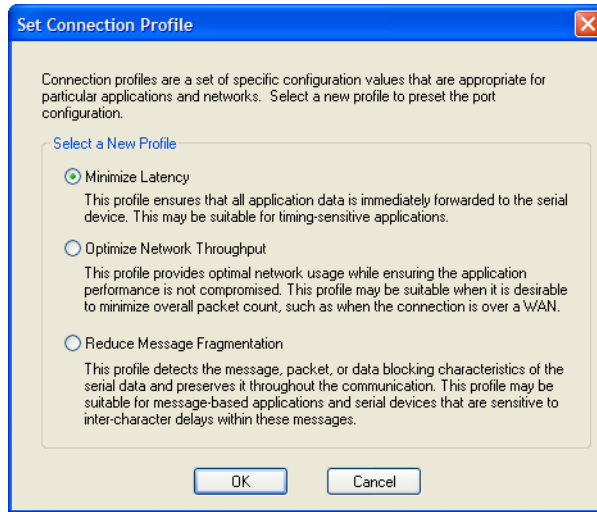 Set Connection Profile
Connection profiles are a set of specific configuration values that are appropriate for
particular applications and networks. Select a new profile to preset the port
configuration.
Select a New Profile
Minimize Latency
This profile ensures that all application data is immediately forwarded to the serial
device. This may be suitable for timing-sensitive applications.
Optimize Network Throughput
This profile provides optimal network usage while ensuring the application
performance is not compromised. This profile may be suitable when it is desirable
to minimize overall packet count, such as when the connection is over a WAN.
Reduce Message Fragmentation
This profile detects the message, packet, or data blocking characteristics of the
serial data and preserves it throughout the communication. This profile may be
suitable for message-based applications and serial devices that are sensitive to
inter-character delays within these messages.
OK
Cancel